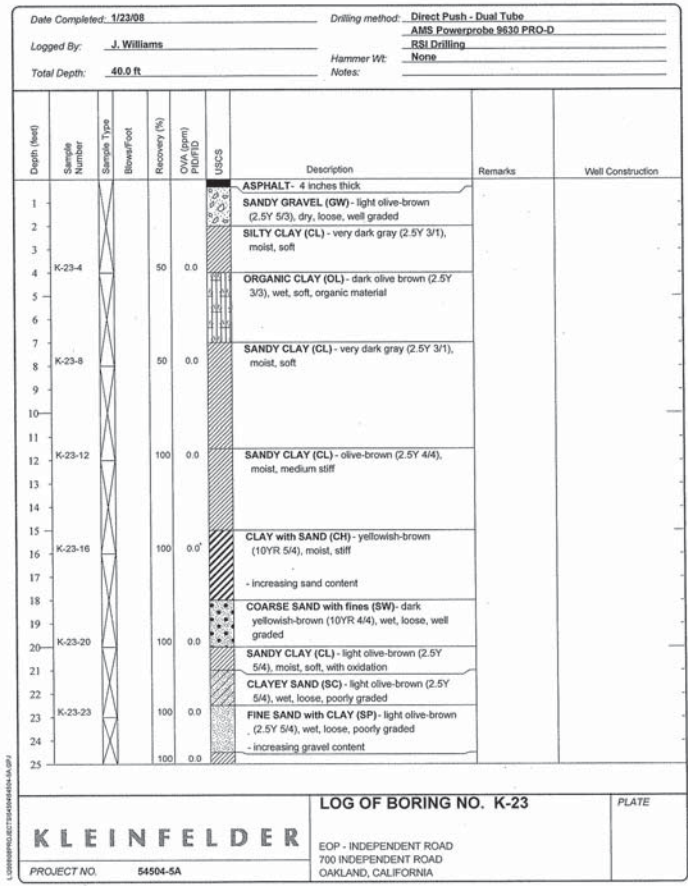 Date Completed: 1/23/08
Logged By: J. Williams
Total Depth: 40.0 ft
Drilling method: Direct Push - Dual Tube
AMS Powerprobe 9630 PRO-D
RSI Drilling
Hammer Wt: None
Notes:
Depth (feet)
Sample Number
Sample Type
Blows/Foot
Recovery (%)
OVA (ppm) PID/FID
USCS
Description
Remarks
Well Construction
ASPHALT- 4 inches thick
1
SANDY GRAVEL (GW) - light olive-brown
(2.5Y 5/3), dry, loose, well graded
2
SILTY CLAY (CL) - very dark gray (2.5Y 3/1),
moist, soft
3
4 K-23-4 50 0.0
ORGANIC CLAY (OL) - dark olive brown (2.5Y
3/3), wet, soft, organic material
5
6
7
SANDY CLAY (CL) - very dark gray (2.5Y 3/1),
moist, soft
8 K-23-8 50 0.0
9
10
11
12 K-23-12 100 0.0
SANDY CLAY (CL) - olive-brown (2.5Y 4/4),
moist, medium stiff
13
14
15
CLAY with SAND (CH) - yellowish-brown
(10YR 5/4), moist, stiff
16 K-23-16 100 0.0
17
- increasing sand content
18
COARSE SAND with fines (SW)- dark
yellowish-brown (10YR 4/4), wet, loose, well
graded
19
20 K-23-20 100 0.0
SANDY CLAY (CL) - light olive-brown (2.5Y
5/4), moist, soft, with oxidation
21
CLAYEY SAND (SC) - light olive-brown (2.5Y
5/4), wet, loose, poorly graded
22
23 K-23-23 100 0.0
FINE SAND with CLAY (SP) - light olive-brown
(2.5Y 5/4), wet, loose, poorly graded
24
- increasing gravel content
25 100 0.0
KLEINFELDER
PROJECT NO. 54504-5A
LOG OF BORING NO. K-23
EOP - INDEPENDENT ROAD
700 INDEPENDENT ROAD
OAKLAND, CALIFORNIA
PLATE